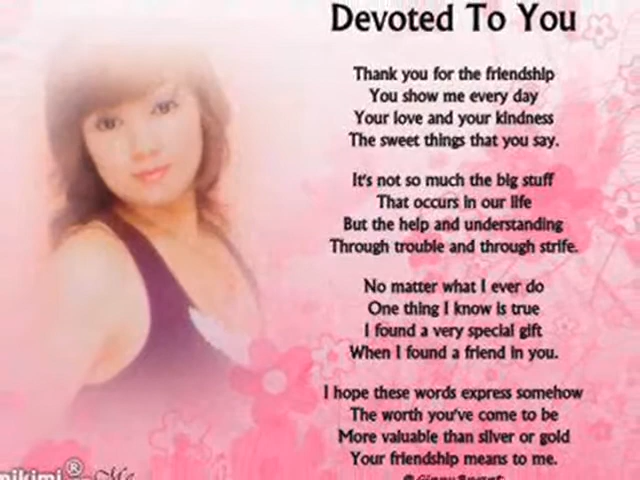 Devoted To You
Thank you for the friendship
You show me every day
Your love and your kindness
The sweet things that you say.
It's not so much the big stuff
That occurs in our life
But the help and understanding
Through trouble and through strife.
No matter what I ever do
One thing I know is true
I found a very special gift
When I found a friend in you.
I hope these words express somehow
The worth you've come to be
More valuable than silver or gold
Your friendship means to me.